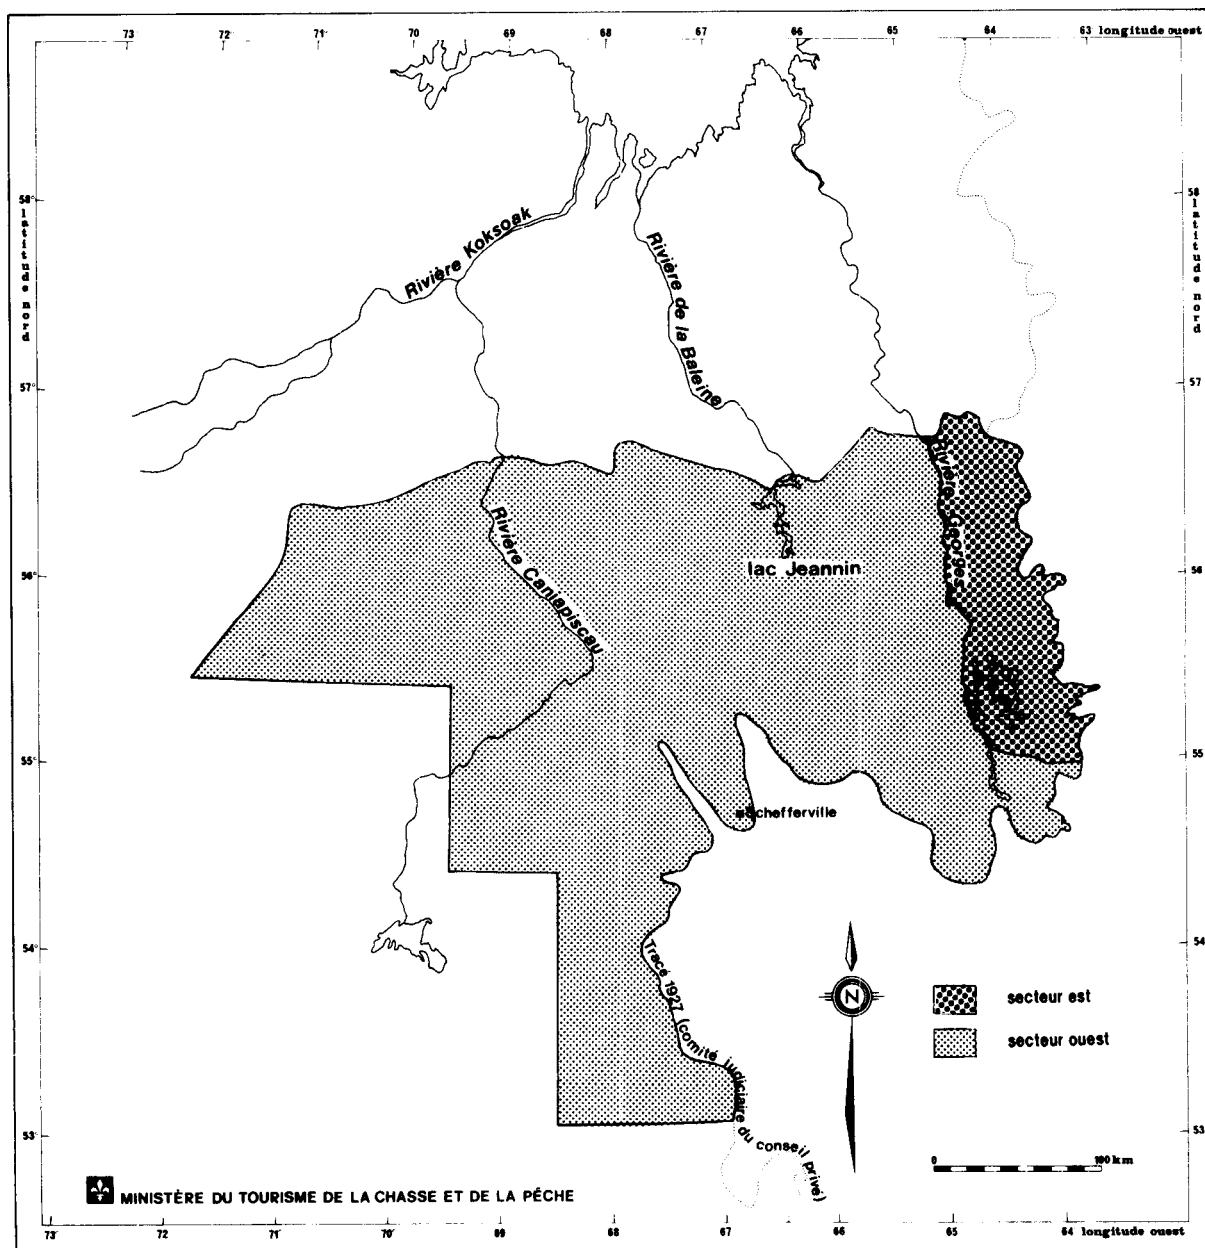 73 72 71 70 69 68 67 66 65 64 63 longitude ouest
58° latitude nord
58 latitude nord
Rivière Koksoak
Rivière de la Baleine
57°
57
Rivière Georges
Rivière Caniapiscau
lac Jeannin
56°
56
55°
55
Schefferville
54°
54
Tracé 1927 (comité judiciaire du conseil privé)
secteur est
secteur ouest
N
53°
53
0 100 km
MINISTÈRE DU TOURISME DE LA CHASSE ET DE LA PÊCHE
73 72 71 70 69 68 67 66 65 64 longitude ouest